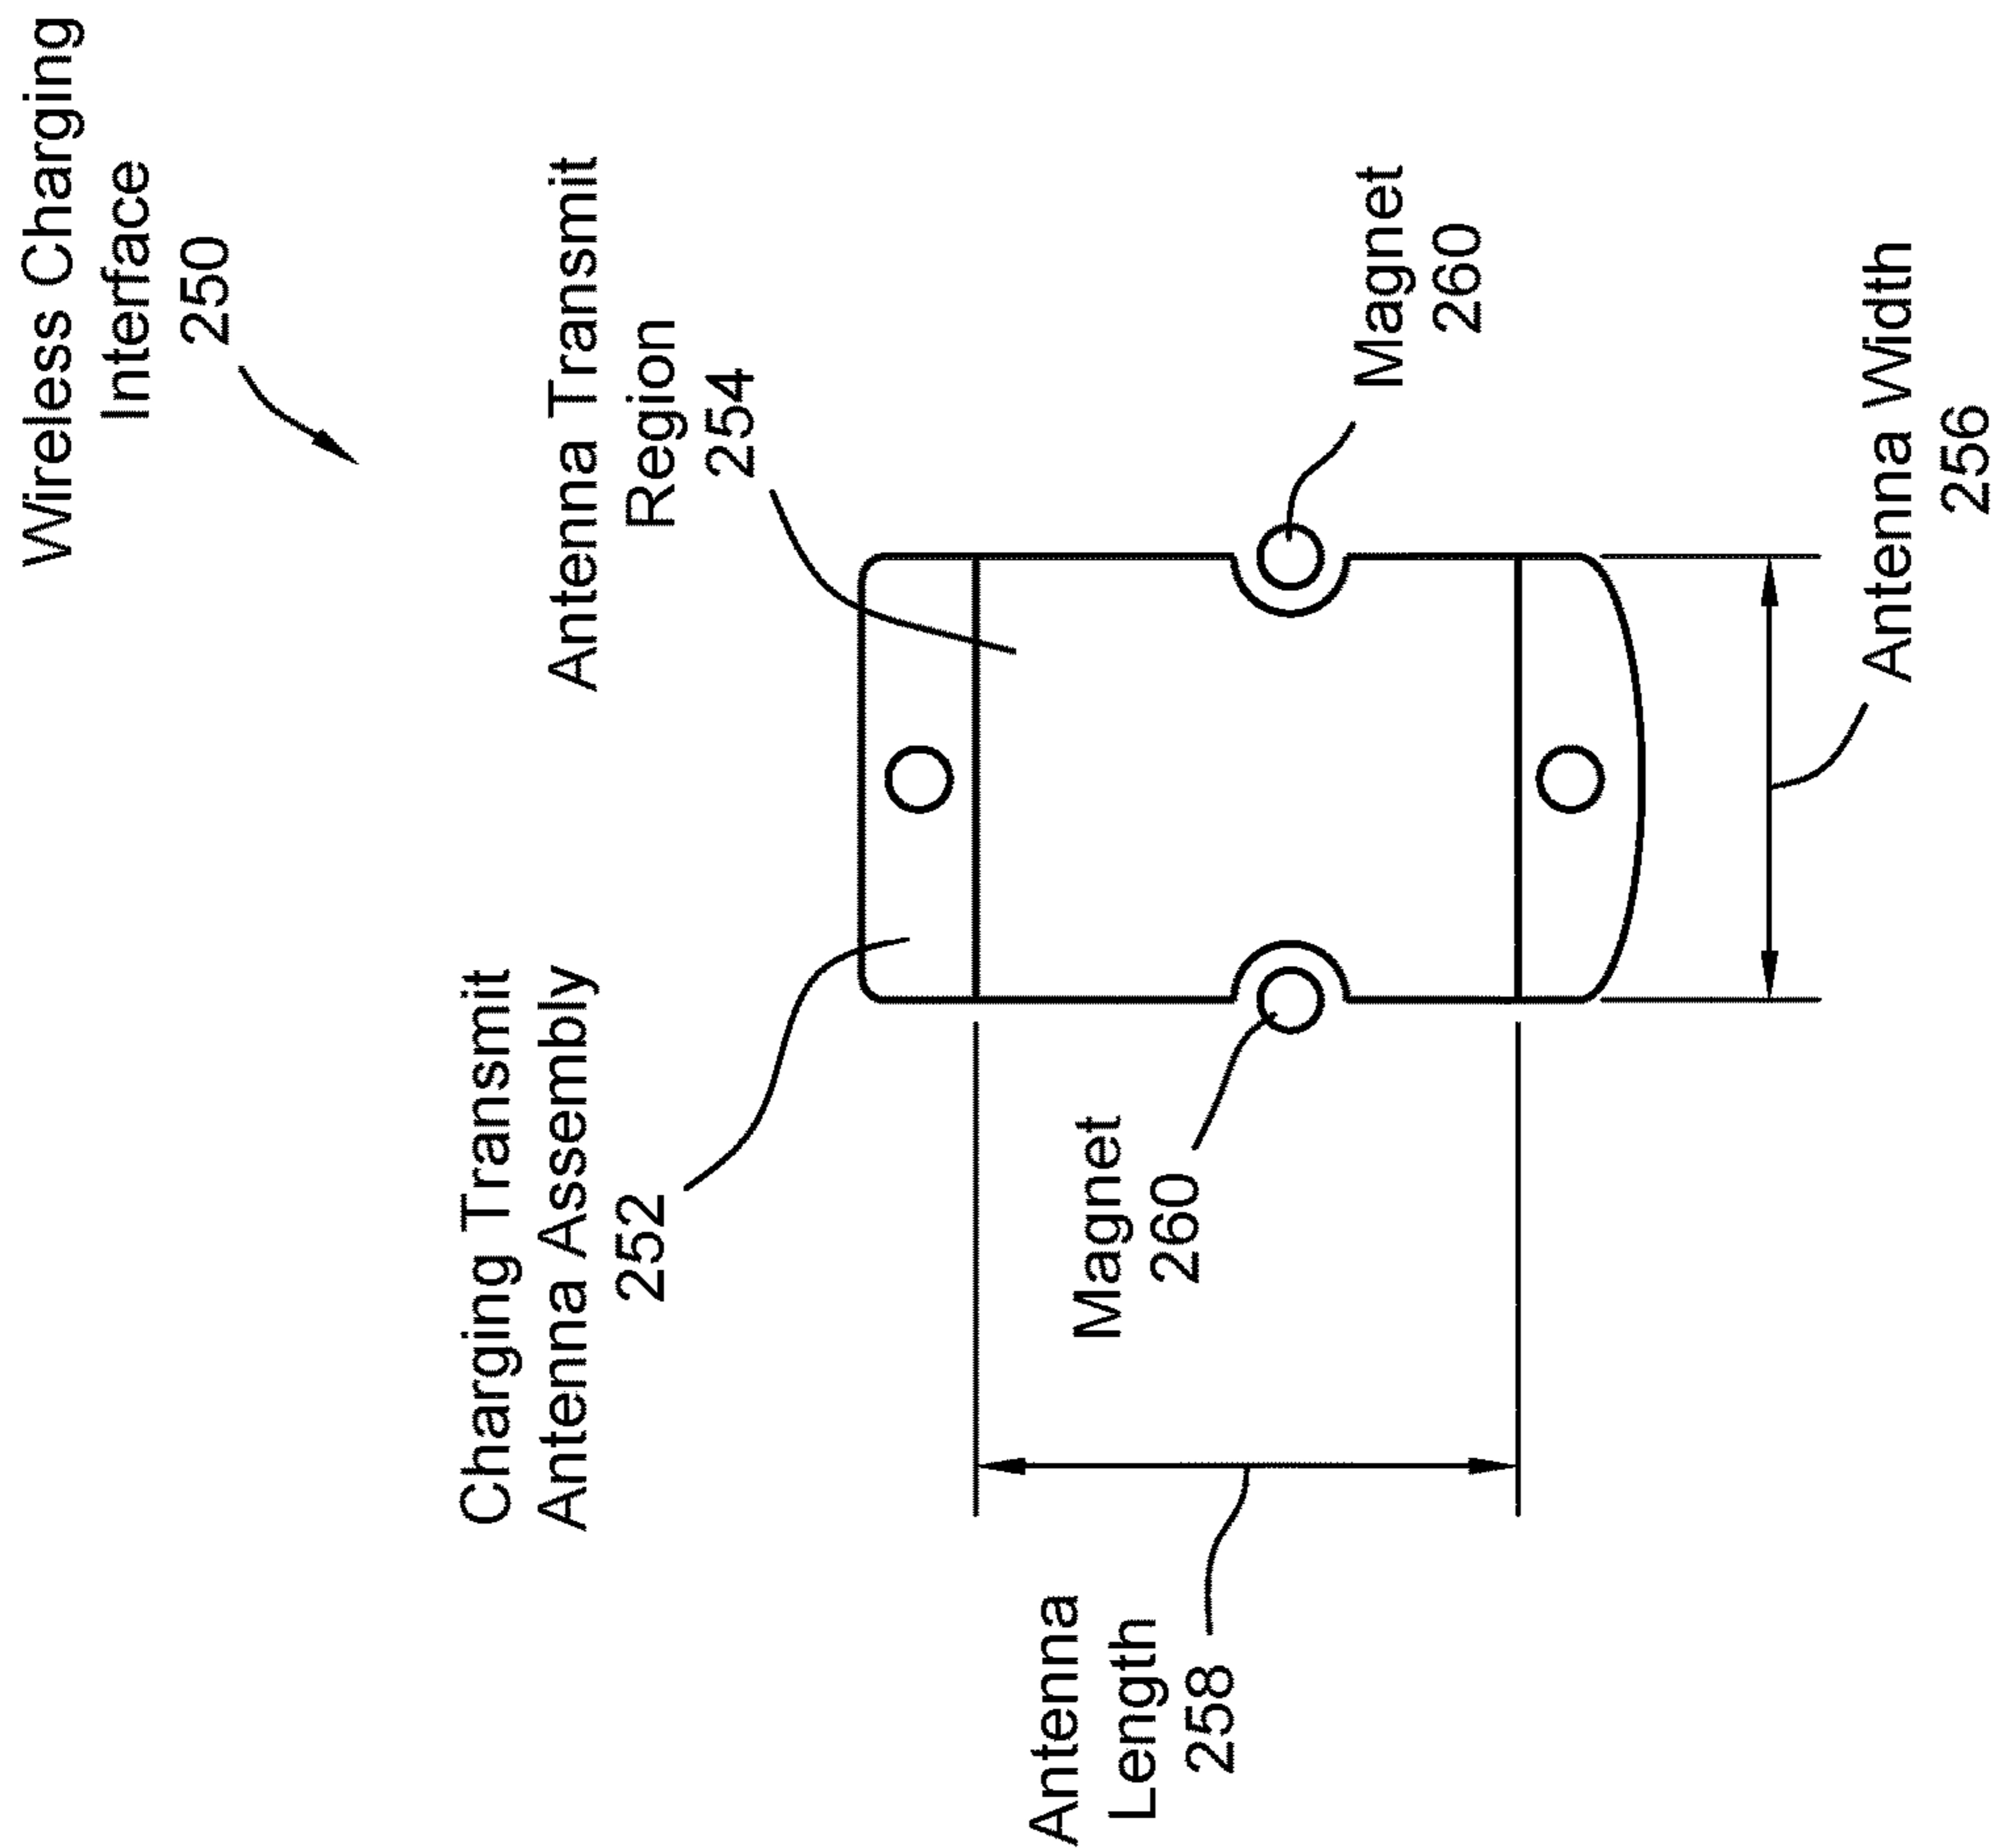 Wireless Charging
Interface
250
Charging Transmit
Antenna Assembly
252
Antenna Transmit
Region
254
Antenna
Length
258
Magnet
260
Magnet
260
Antenna Width
256